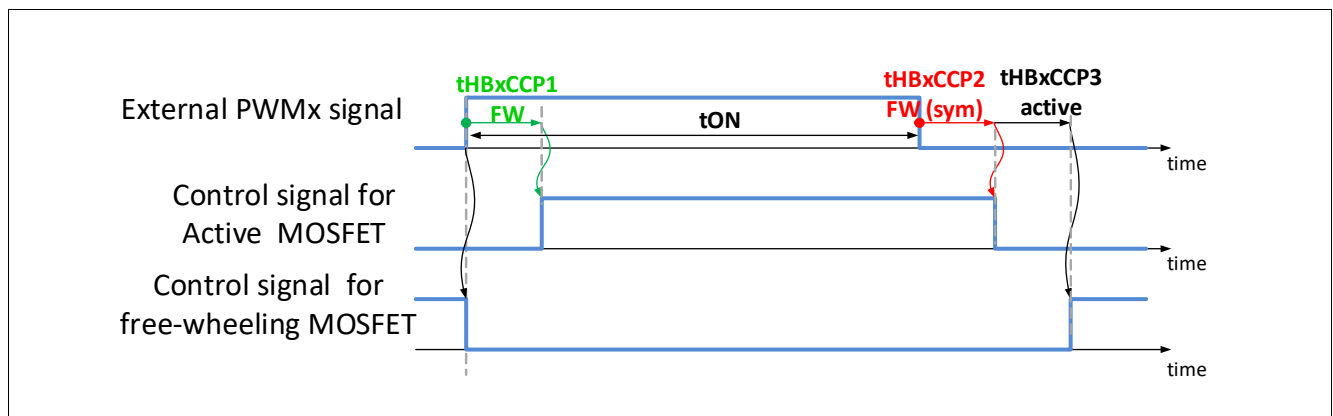 tHBxCCP1
FW
tHBxCCP2
FW (sym)
tHBxCCP3
active
External PWMx signal
tON
time
Control signal for
Active MOSFET
time
Control signal for
free-wheeling MOSFET
time